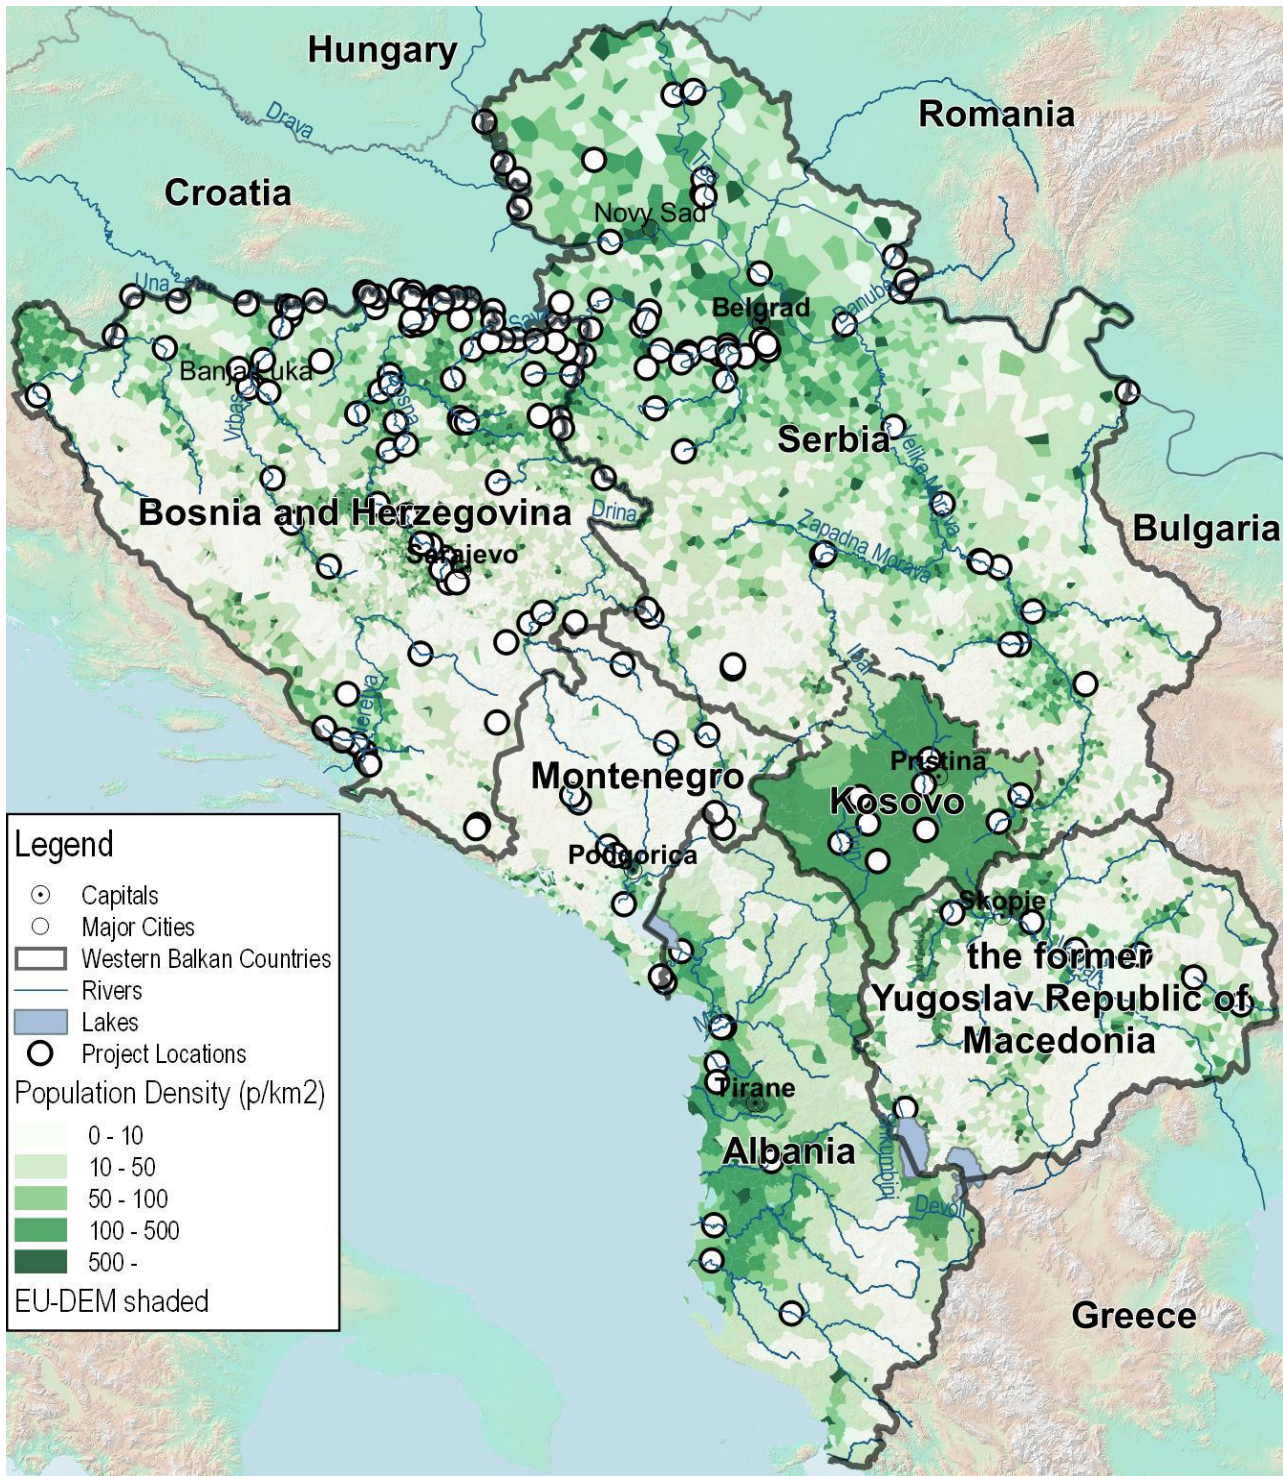 Hungary
Romania
Drava
Croatia
Tisa
Novy Sad
Una
Sava
Belgrad
Danube
Banja Luka
Bosna
Vrbas
Serbia
Velika Morava
Bosnia and Herzegovina
Drina
Bulgaria
Zapadna Morava
Sarajevo
Ibar
Neretva
Pristina
Montenegro
Kosovo
Drin
Podgorica
Skopje
the former
Yugoslav Republic of
Macedonia
Tirane
Albania
Shkumbini
Devoll
Greece
Legend
Capitals
Major Cities
Western Balkan Countries
Rivers
Lakes
Project Locations
Population Density (p/km2)
0 - 10
10 - 50
50 - 100
100 - 500
500 -
EU-DEM shaded